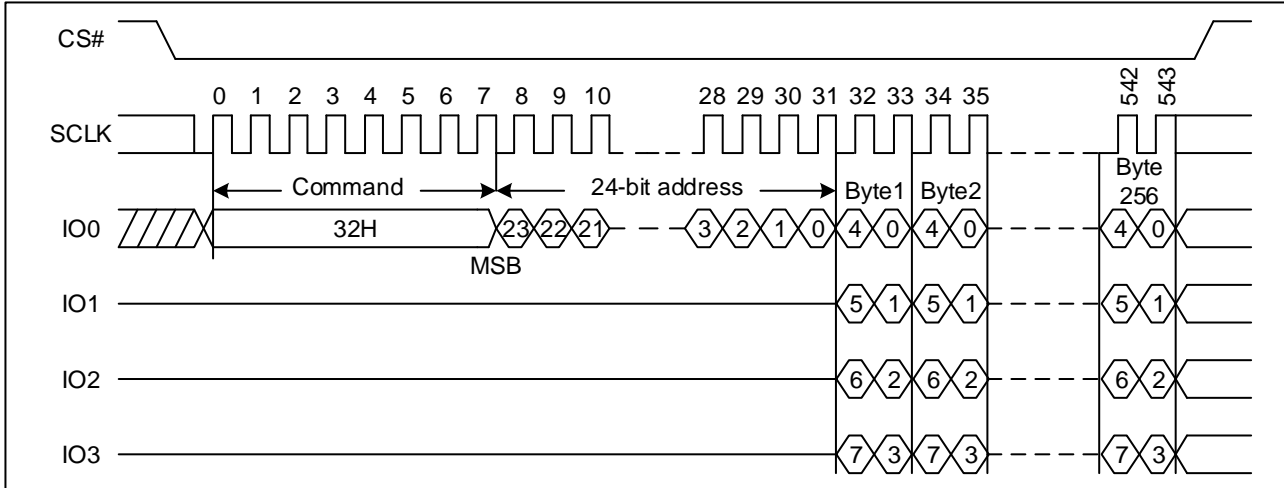 CS#
0 1 2 3 4 5 6 7 8 9 10 28 29 30 31 32 33 34 35 542 543
SCLK
Command 24-bit address Byte1 Byte2 Byte
256
IO0 32H 23 22 21 3 2 1 0 4 0 4 0 4 0
MSB
IO1 5 1 5 1 5 1
IO2 6 2 6 2 6 2
IO3 7 3 7 3 7 3